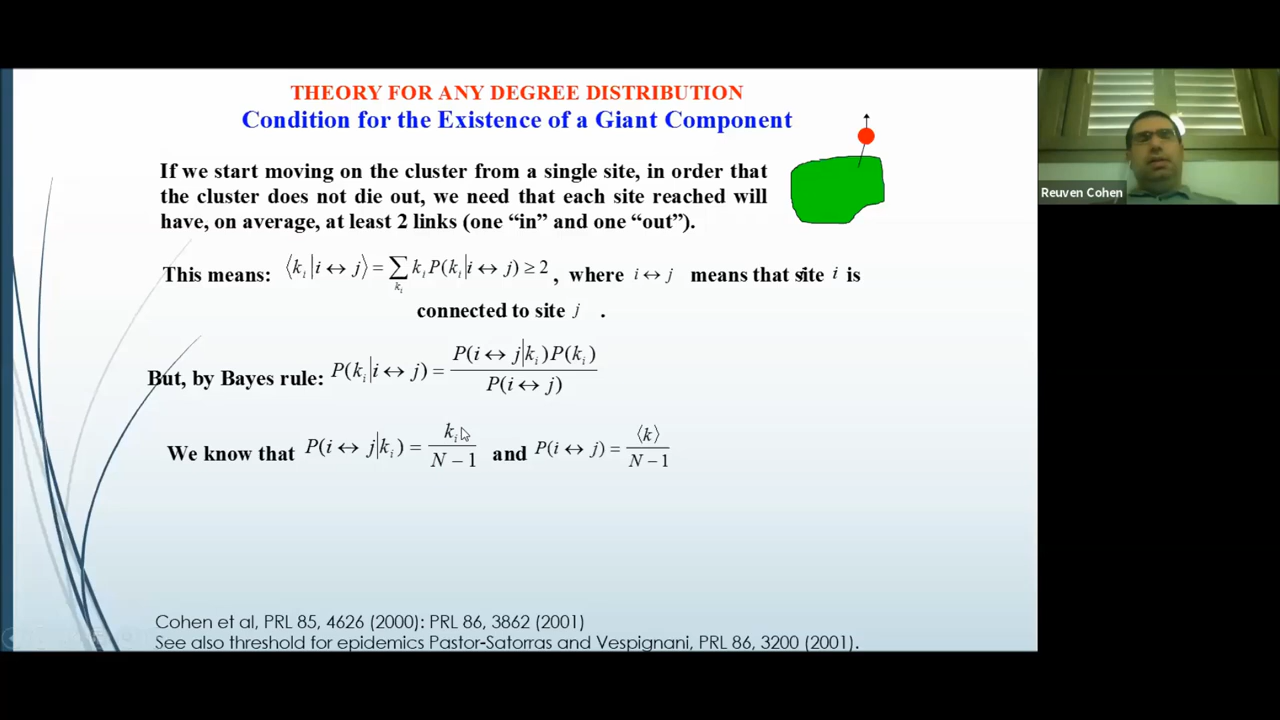 THEORY FOR ANY DEGREE DISTRIBUTION
Condition for the Existence of a Giant Component
If we start moving on the cluster from a single site, in order that
the cluster does not die out, we need that each site reached will
have, on average, at least 2 links (one “in” and one “out”).
This means: ⟨k_i|i ↔ j⟩ = ∑_{k_i} k_i P(k_i|i ↔ j) ≥ 2 , where i ↔ j means that site i is
connected to site j .
But, by Bayes rule: P(k_i|i ↔ j) = P(i ↔ j|k_i)P(k_i) / P(i ↔ j)
We know that P(i ↔ j|k_i) = k_i / N − 1 and P(i ↔ j) = ⟨k⟩ / N − 1
Cohen et al, PRL 85, 4626 (2000): PRL 86, 3862 (2001)
See also threshold for epidemics Pastor-Satorras and Vespignani, PRL 86, 3200 (2001).
Reuven Cohen